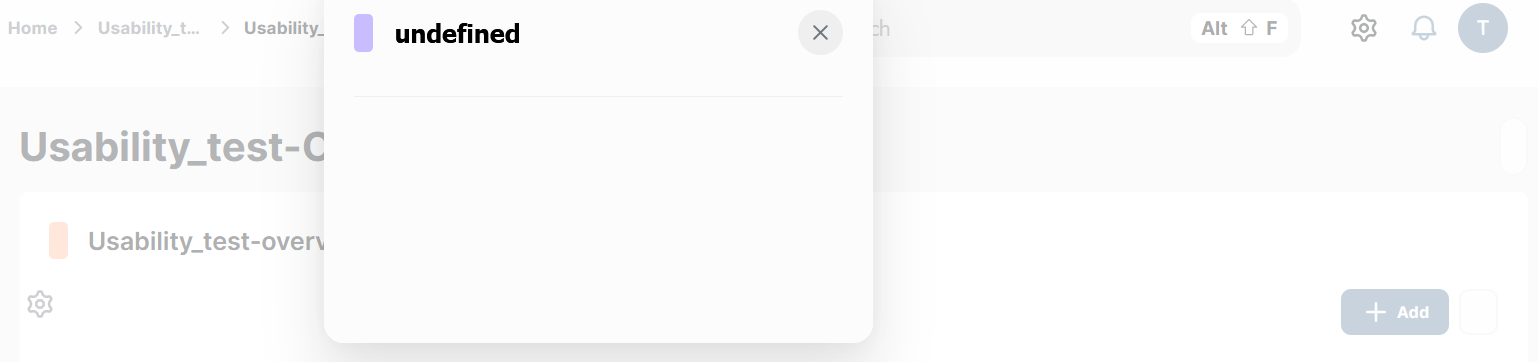 Home > Usability_t... > Usability_
undefined
ch
Alt ⇧ F
T
Usability_test-
Usability_test-overv
Add